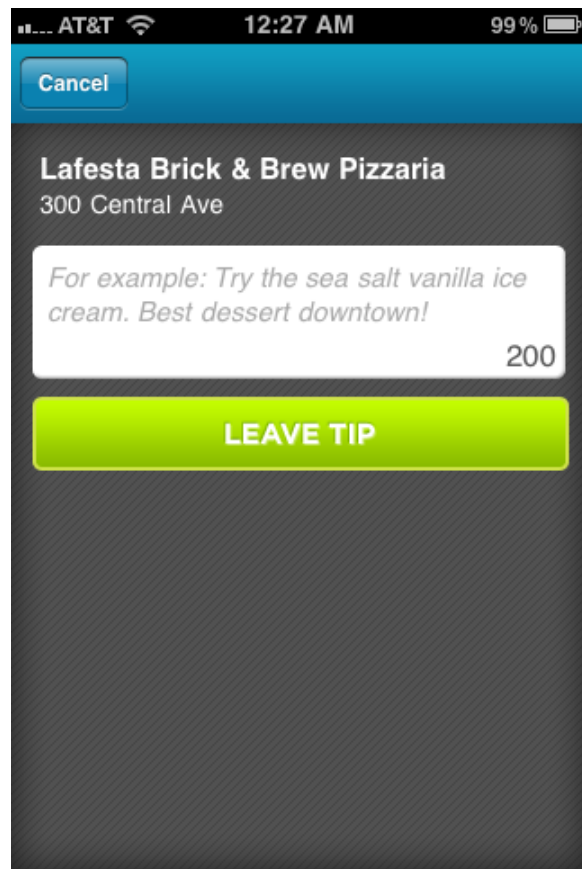 AT&T 12:27 AM 99%
Cancel
Lafesta Brick & Brew Pizzaria
300 Central Ave
For example: Try the sea salt vanilla ice
cream. Best dessert downtown!
200
LEAVE TIP